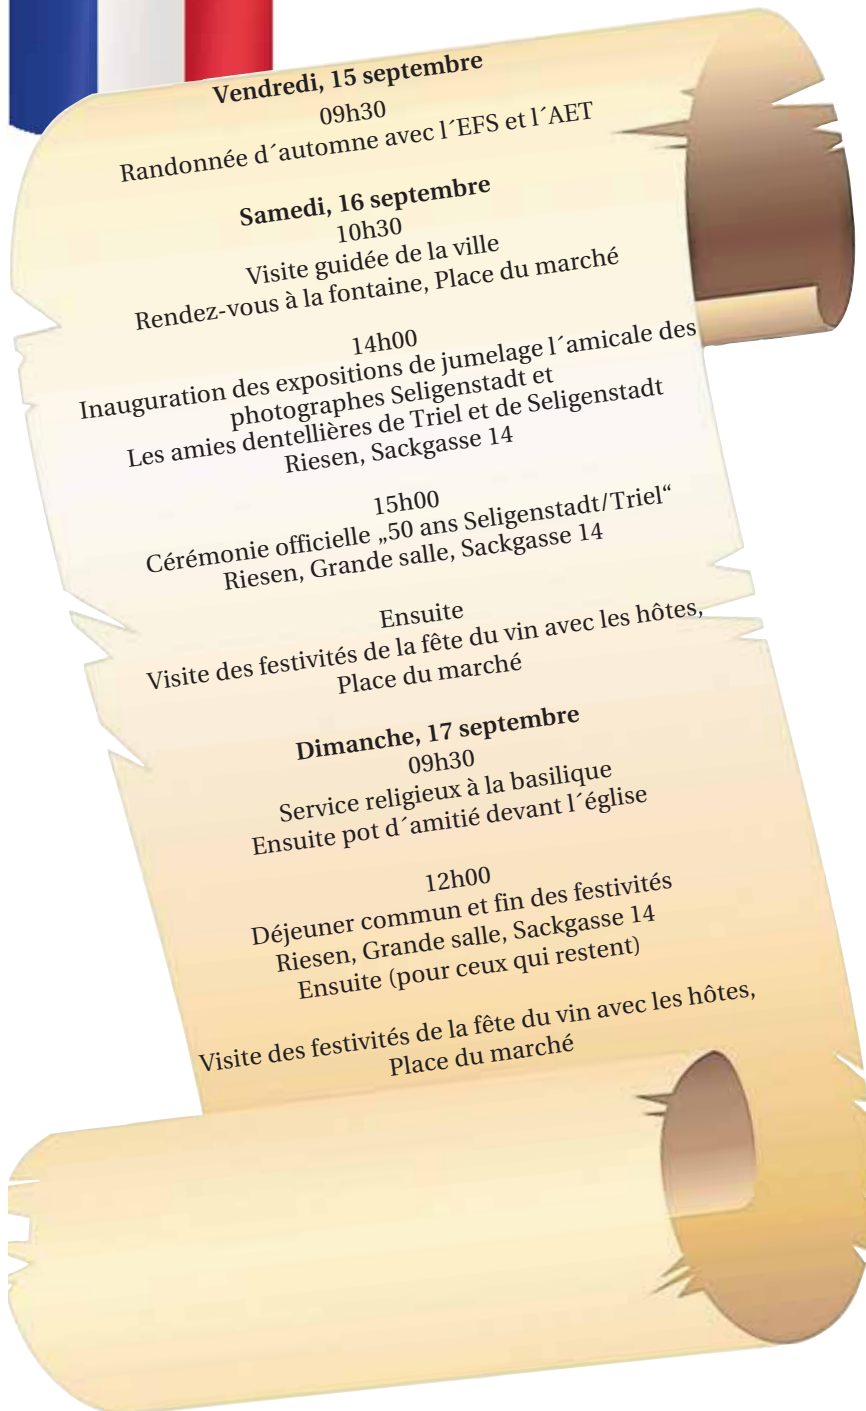 Vendredi, 15 septembre
09h30
Randonnée d´automne avec l´EFS et l´AET
Samedi, 16 septembre
10h30
Visite guidée de la ville
Rendez-vous à la fontaine, Place du marché
14h00
Inauguration des expositions de jumelage l´amicale des
photographes Seligenstadt et
Les amies dentellières de Triel et de Seligenstadt
Riesen, Sackgasse 14
15h00
Cérémonie officielle „50 ans Seligenstadt/Triel“
Riesen, Grande salle, Sackgasse 14
Ensuite
Visite des festivités de la fête du vin avec les hôtes,
Place du marché
Dimanche, 17 septembre
09h30
Service religieux à la basilique
Ensuite pot d´amitié devant l´église
12h00
Déjeuner commun et fin des festivités
Riesen, Grande salle, Sackgasse 14
Ensuite (pour ceux qui restent)
Visite des festivités de la fête du vin avec les hôtes,
Place du marché